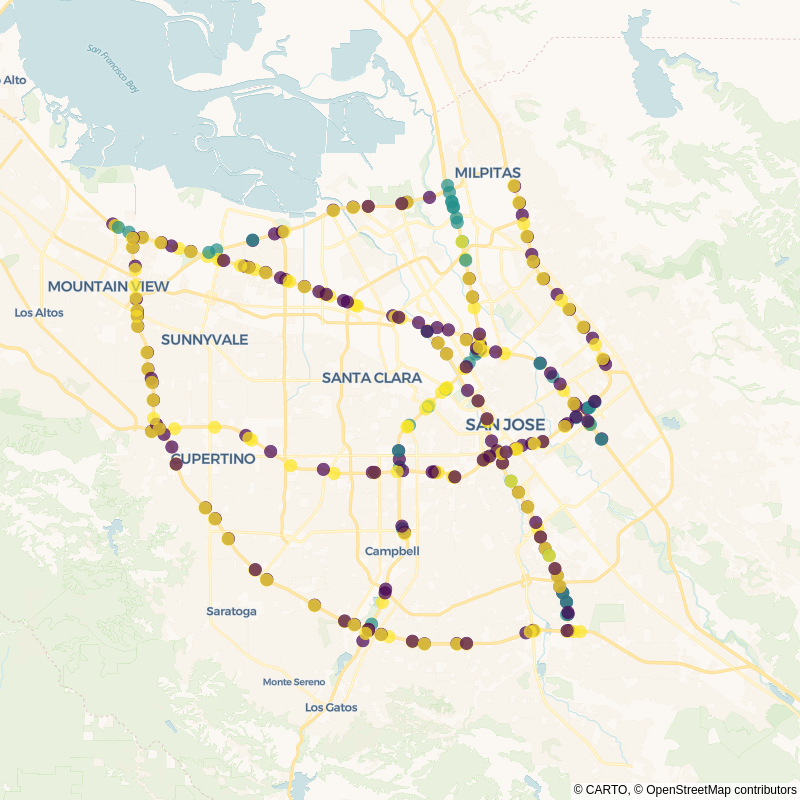 San Francisco Bay
Alto
MILPITAS
MOUNTAIN VIEW
Los Altos
SUNNYVALE
SANTA CLARA
SAN JOSE
CUPERTINO
Campbell
Saratoga
Monte Sereno
Los Gatos
© CARTO, © OpenStreetMap contributors